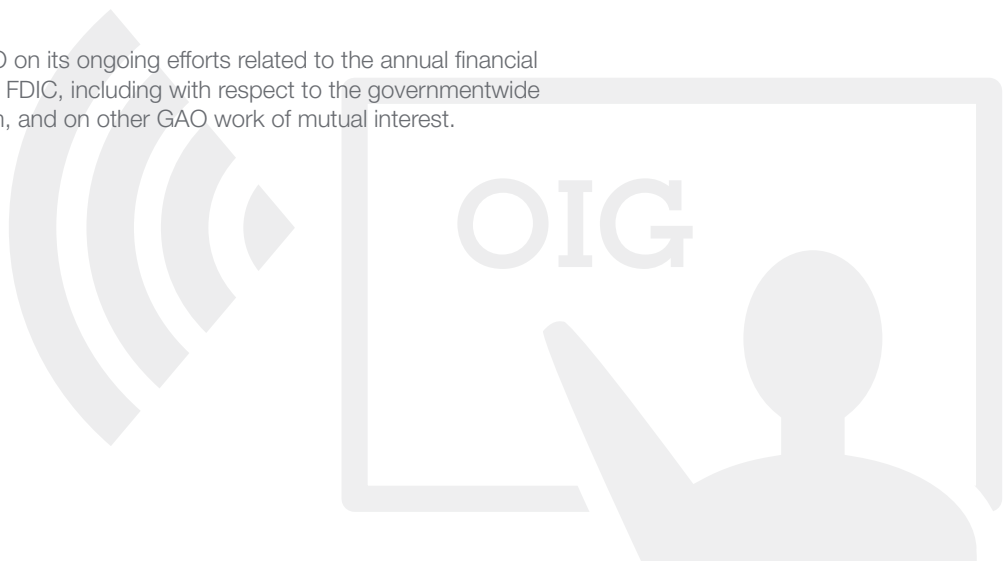 on its ongoing efforts related to the annual financial
FDIC, including with respect to the governmentwide
and on other GAO work of mutual interest.
OIG